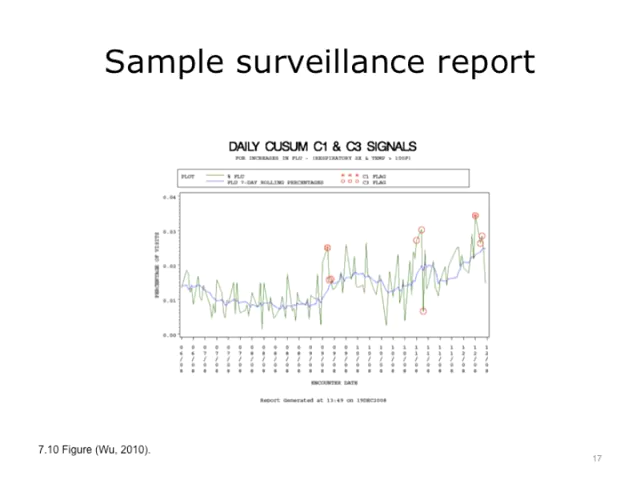 Sample surveillance report
DAILY CUSUM C1 & C3 SIGNALS
FOR INCREASES IN FLU - (RESPIRATORY SX & TEMP > 100F)
PLOT % FLU C1 FLAG
FLU 7-DAY ROLLING PERCENTAGES C3 FLAG
PERCENTAGE OF VISITS
0.04
0.03
0.02
0.01
0.00
ENCOUNTER DATE
Report Generated at 13:49 on 19DEC2008
7.10 Figure (Wu, 2010).
17